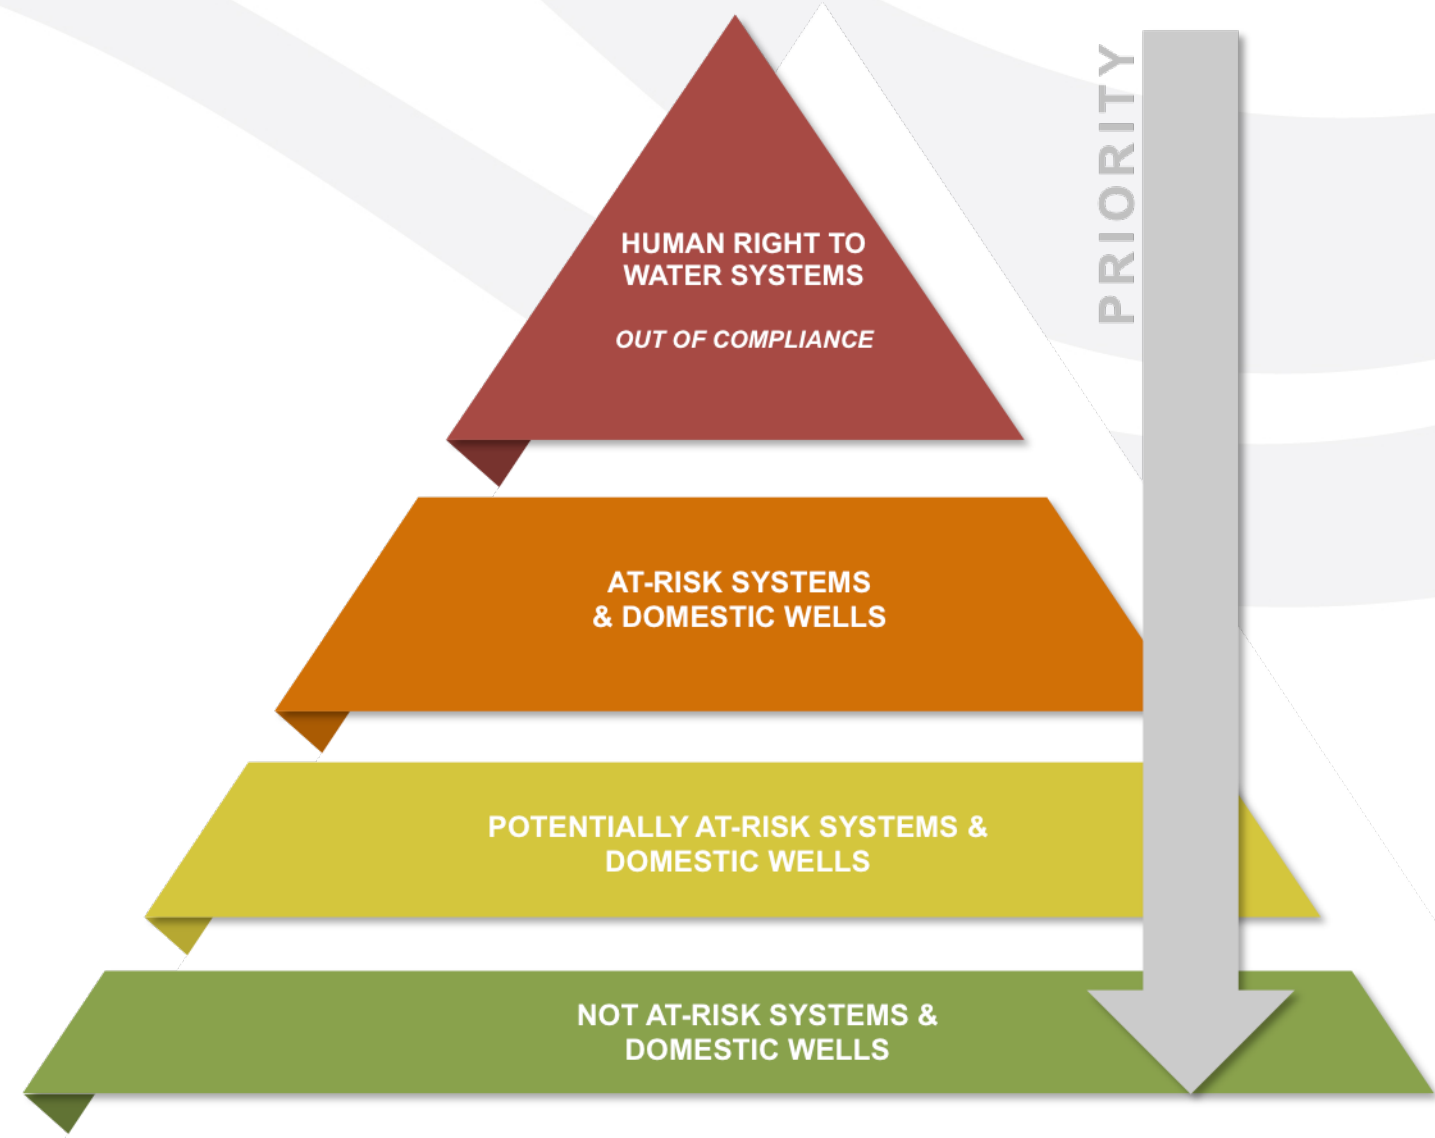 PRIORITY
HUMAN RIGHT TO
WATER SYSTEMS
OUT OF COMPLIANCE
AT-RISK SYSTEMS
& DOMESTIC WELLS
POTENTIALLY AT-RISK SYSTEMS &
DOMESTIC WELLS
NOT AT-RISK SYSTEMS &
DOMESTIC WELLS